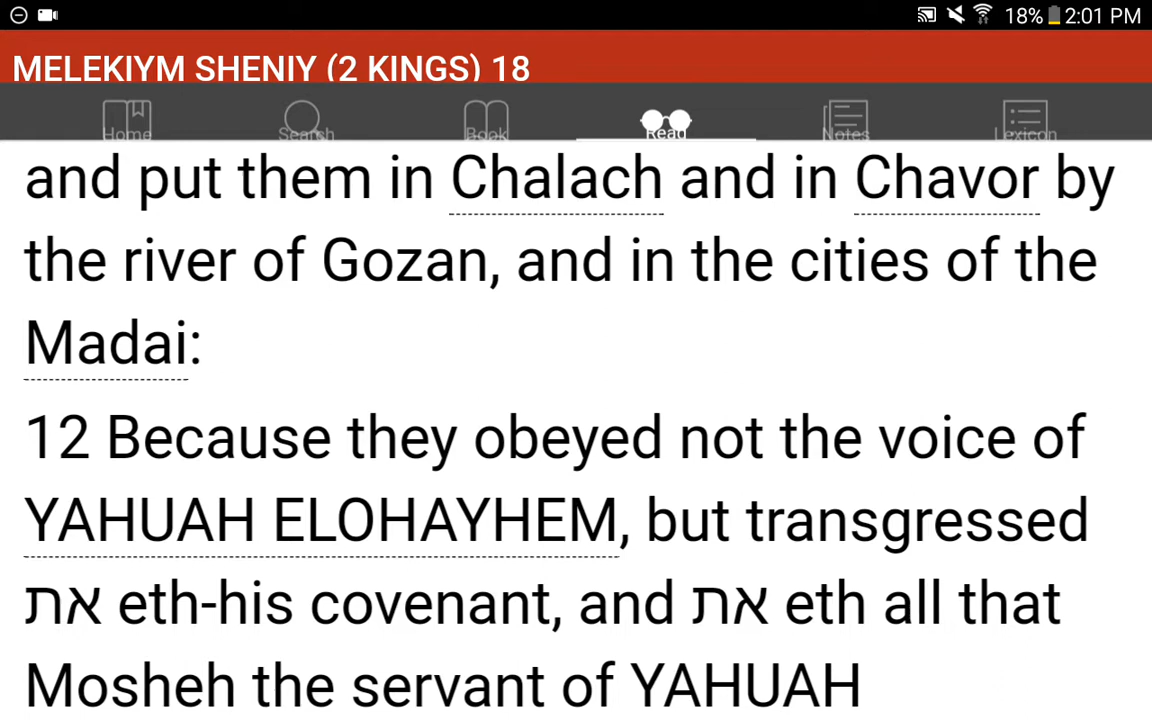 18% 2:01 PM
MELEKIYM SHENIY (2 KINGS) 18
Home Search Book Read Notes Lexicon
and put them in Chalach and in Chavor by
the river of Gozan, and in the cities of the
Madai:
12 Because they obeyed not the voice of
YAHUAH ELOHAYHEM, but transgressed
את eth-his covenant, and את eth all that
Mosheh the servant of YAHUAH